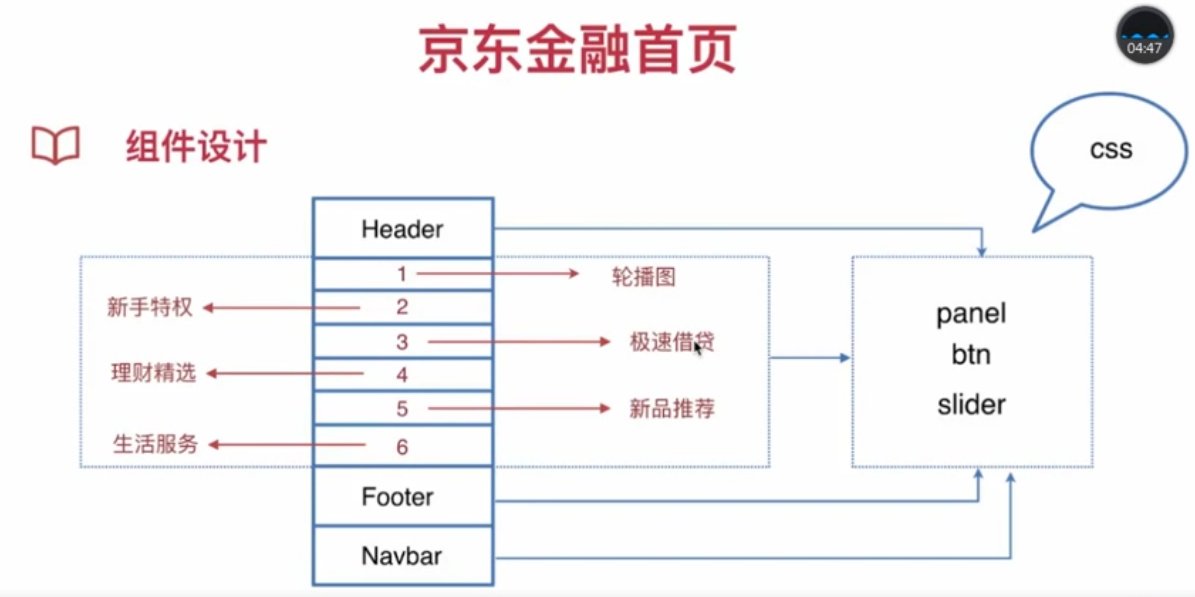 京东金融首页
04:47
组件设计
css
Header
1
轮播图
新手特权
2
3
极速借贷
理财精选
4
5
新品推荐
生活服务
6
Footer
Navbar
panel
btn
slider